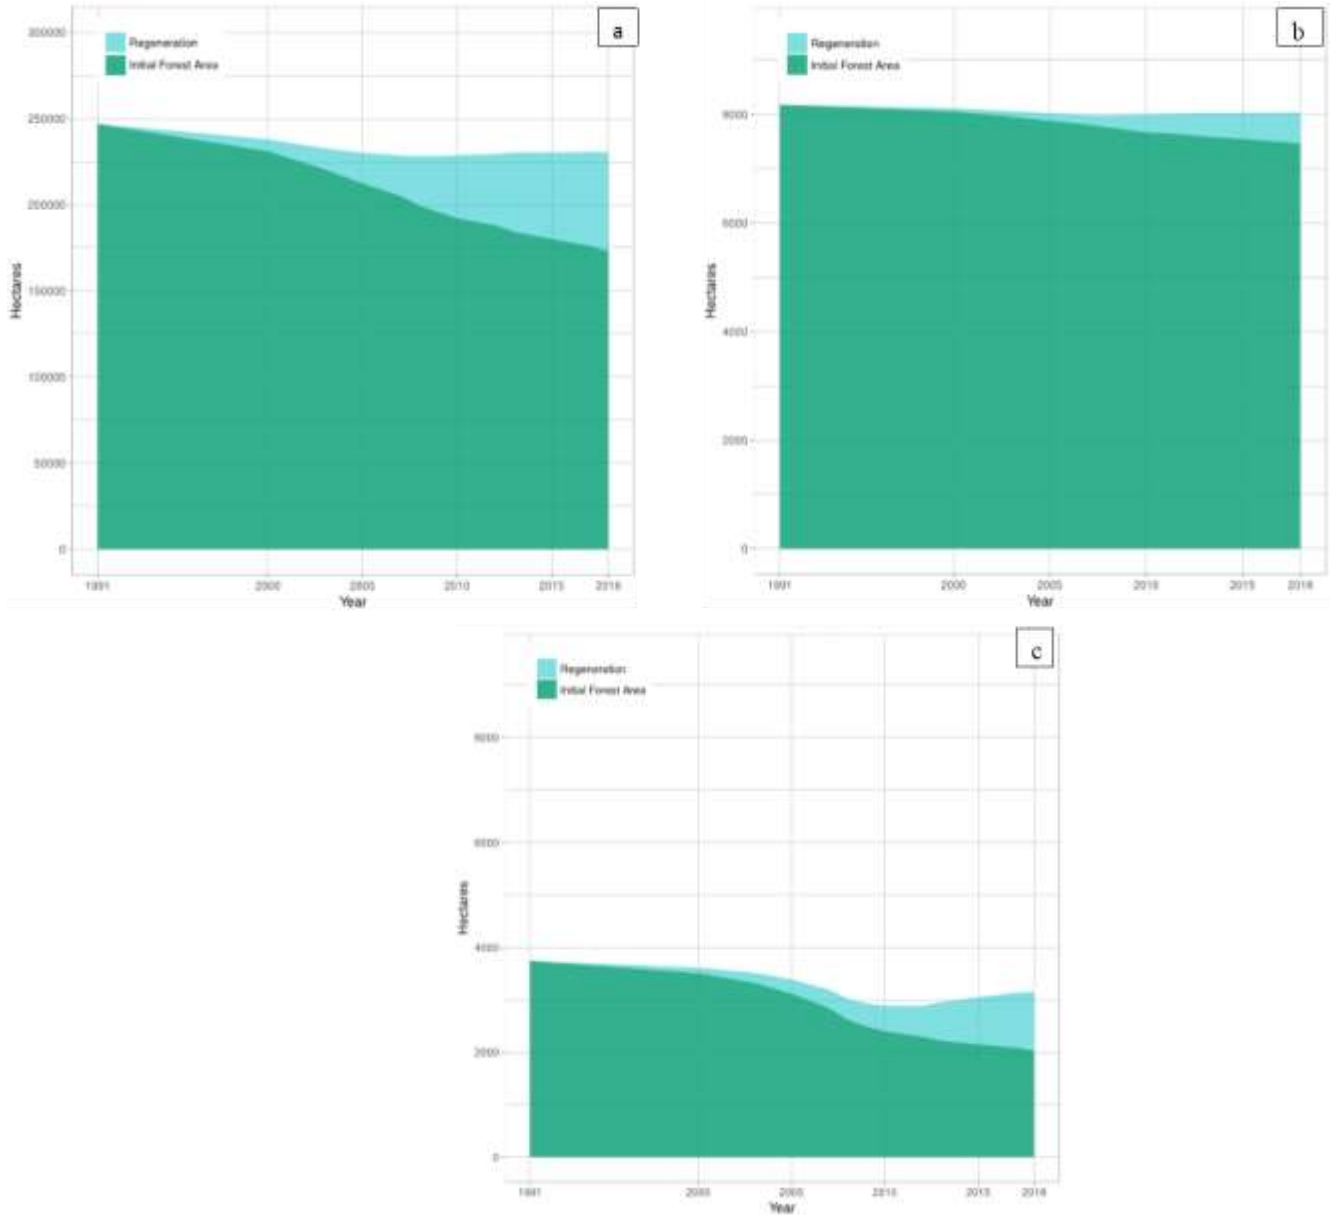 a
Regeneration
Initial Forest Area
300000
250000
200000
150000
100000
50000
0
Hectares
1991 2000 2005 2010 2015 2018
Year
b
Regeneration
Initial Forest Area
8000
6000
4000
2000
0
Hectares
1991 2000 2005 2010 2015 2018
Year
c
Regeneration
Initial Forest Area
8000
6000
4000
2000
0
Hectares
1991 2000 2005 2010 2015 2018
Year